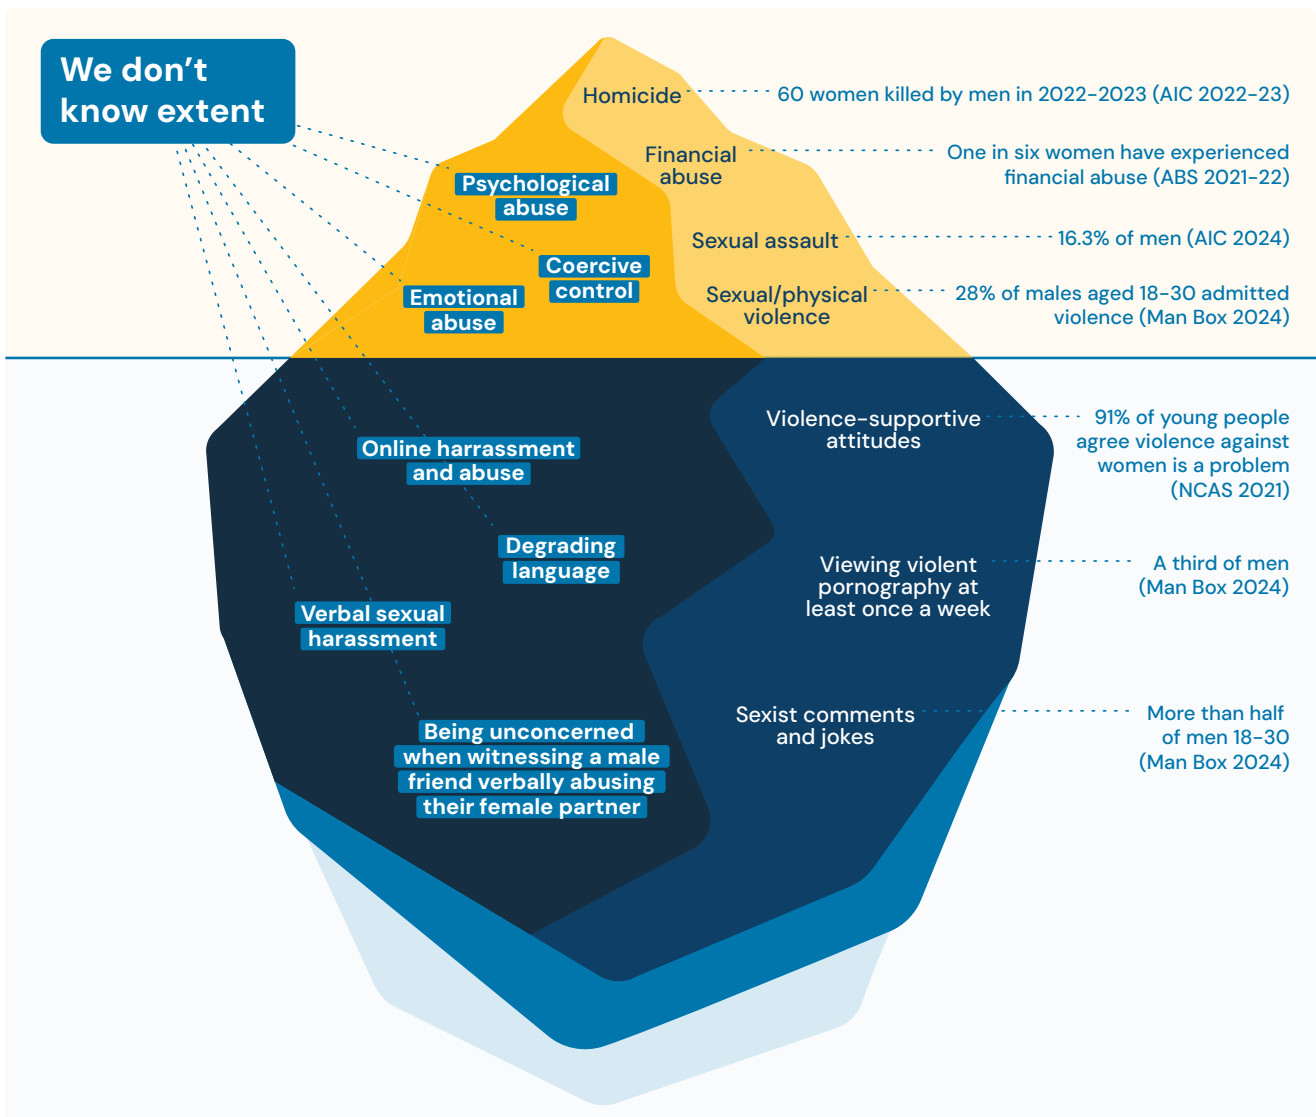 We don’t
know extent
Homicide
60 women killed by men in 2022–2023 (AIC 2022–23)
Financial
abuse
One in six women have experienced
financial abuse (ABS 2021–22)
Psychological
abuse
Sexual assault
16.3% of men (AIC 2024)
Coercive
control
Emotional
abuse
Sexual/physical
violence
28% of males aged 18–30 admitted
violence (Man Box 2024)
Violence-supportive
attitudes
91% of young people
agree violence against
women is a problem
(NCAS 2021)
Online harrassment
and abuse
Degrading
language
Viewing violent
pornography at
least once a week
A third of men
(Man Box 2024)
Verbal sexual
harassment
Sexist comments
and jokes
More than half
of men 18–30
(Man Box 2024)
Being unconcerned
when witnessing a male
friend verbally abusing
their female partner